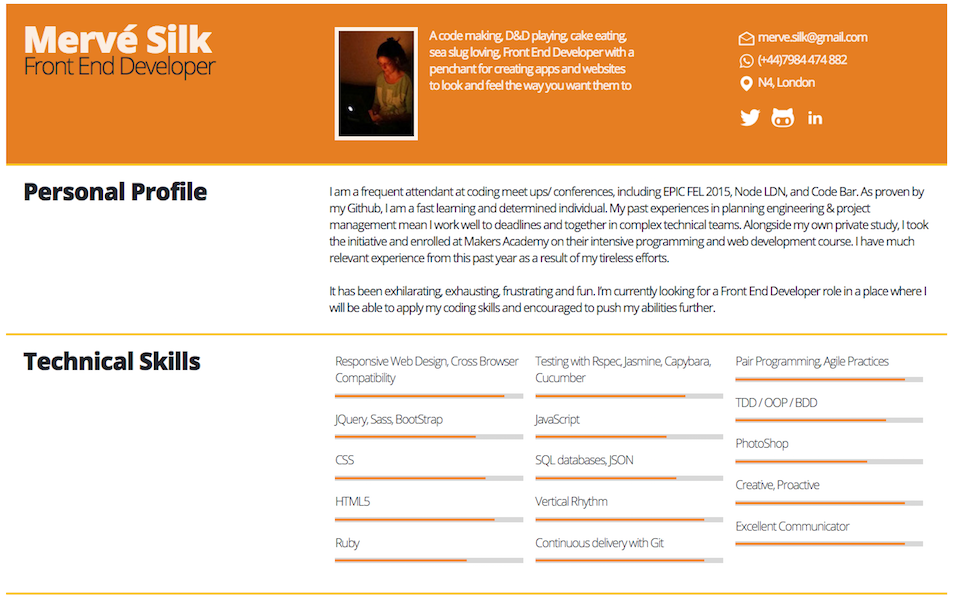 Mervé Silk
Front End Developer
A code making, D&D playing, cake eating,
sea slug loving, Front End Developer with a
penchant for creating apps and websites
to look and feel the way you want them to
merve.silk@gmail.com
(+44)7984 474 882
N4, London
in
Personal Profile
I am a frequent attendant at coding meet ups/ conferences, including EPIC FEL 2015, Node LDN, and Code Bar. As proven by
my Github, I am a fast learning and determined individual. My past experiences in planning engineering & project
management mean I work well to deadlines and together in complex technical teams. Alongside my own private study, I took
the initiative and enrolled at Makers Academy on their intensive programming and web development course. I have much
relevant experience from this past year as a result of my tireless efforts.
It has been exhilarating, exhausting, frustrating and fun. I'm currently looking for a Front End Developer role in a place where I
will be able to apply my coding skills and encouraged to push my abilities further.
Technical Skills
Responsive Web Design, Cross Browser
Compatibility
JQuery, Sass, BootStrap
CSS
HTML5
Ruby
Testing with Rspec, Jasmine, Capybara,
Cucumber
JavaScript
SQL databases, JSON
Vertical Rhythm
Continuous delivery with Git
Pair Programming, Agile Practices
TDD / OOP / BDD
PhotoShop
Creative, Proactive
Excellent Communicator